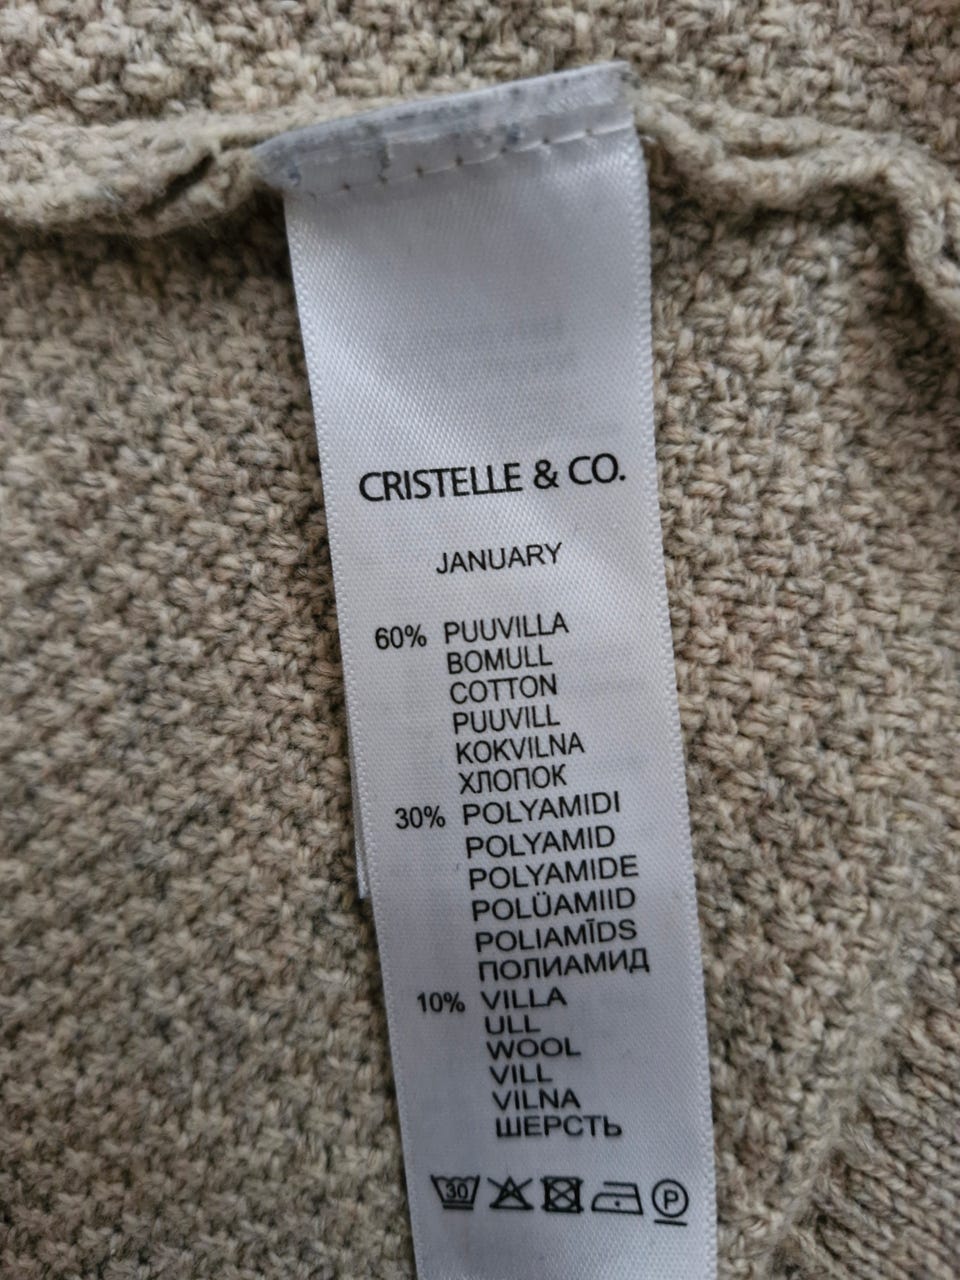 CRISTELLE & CO.
JANUARY
60% PUUVILLA
BOMULL
COTTON
PUUVILL
KOKVILNA
ХЛОПОК
30% POLYAMIDI
POLYAMID
POLYAMIDE
POLÜAMIID
POLIAMĪDS
ПОЛИАМИД
10% VILLA
ULL
WOOL
VILL
VILNA
ШЕРСТЬ
30 P